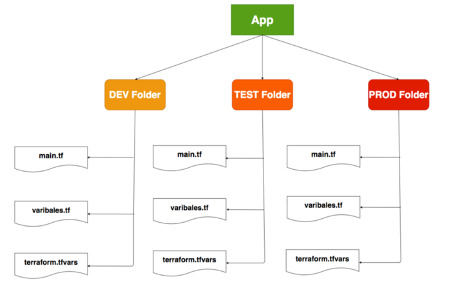 App
DEV Folder
TEST Folder
PROD Folder
main.tf
main.tf
main.tf
varibales.tf
varibales.tf
varibales.tf
terraform.tfvars
terraform.tfvars
terraform.tfvars